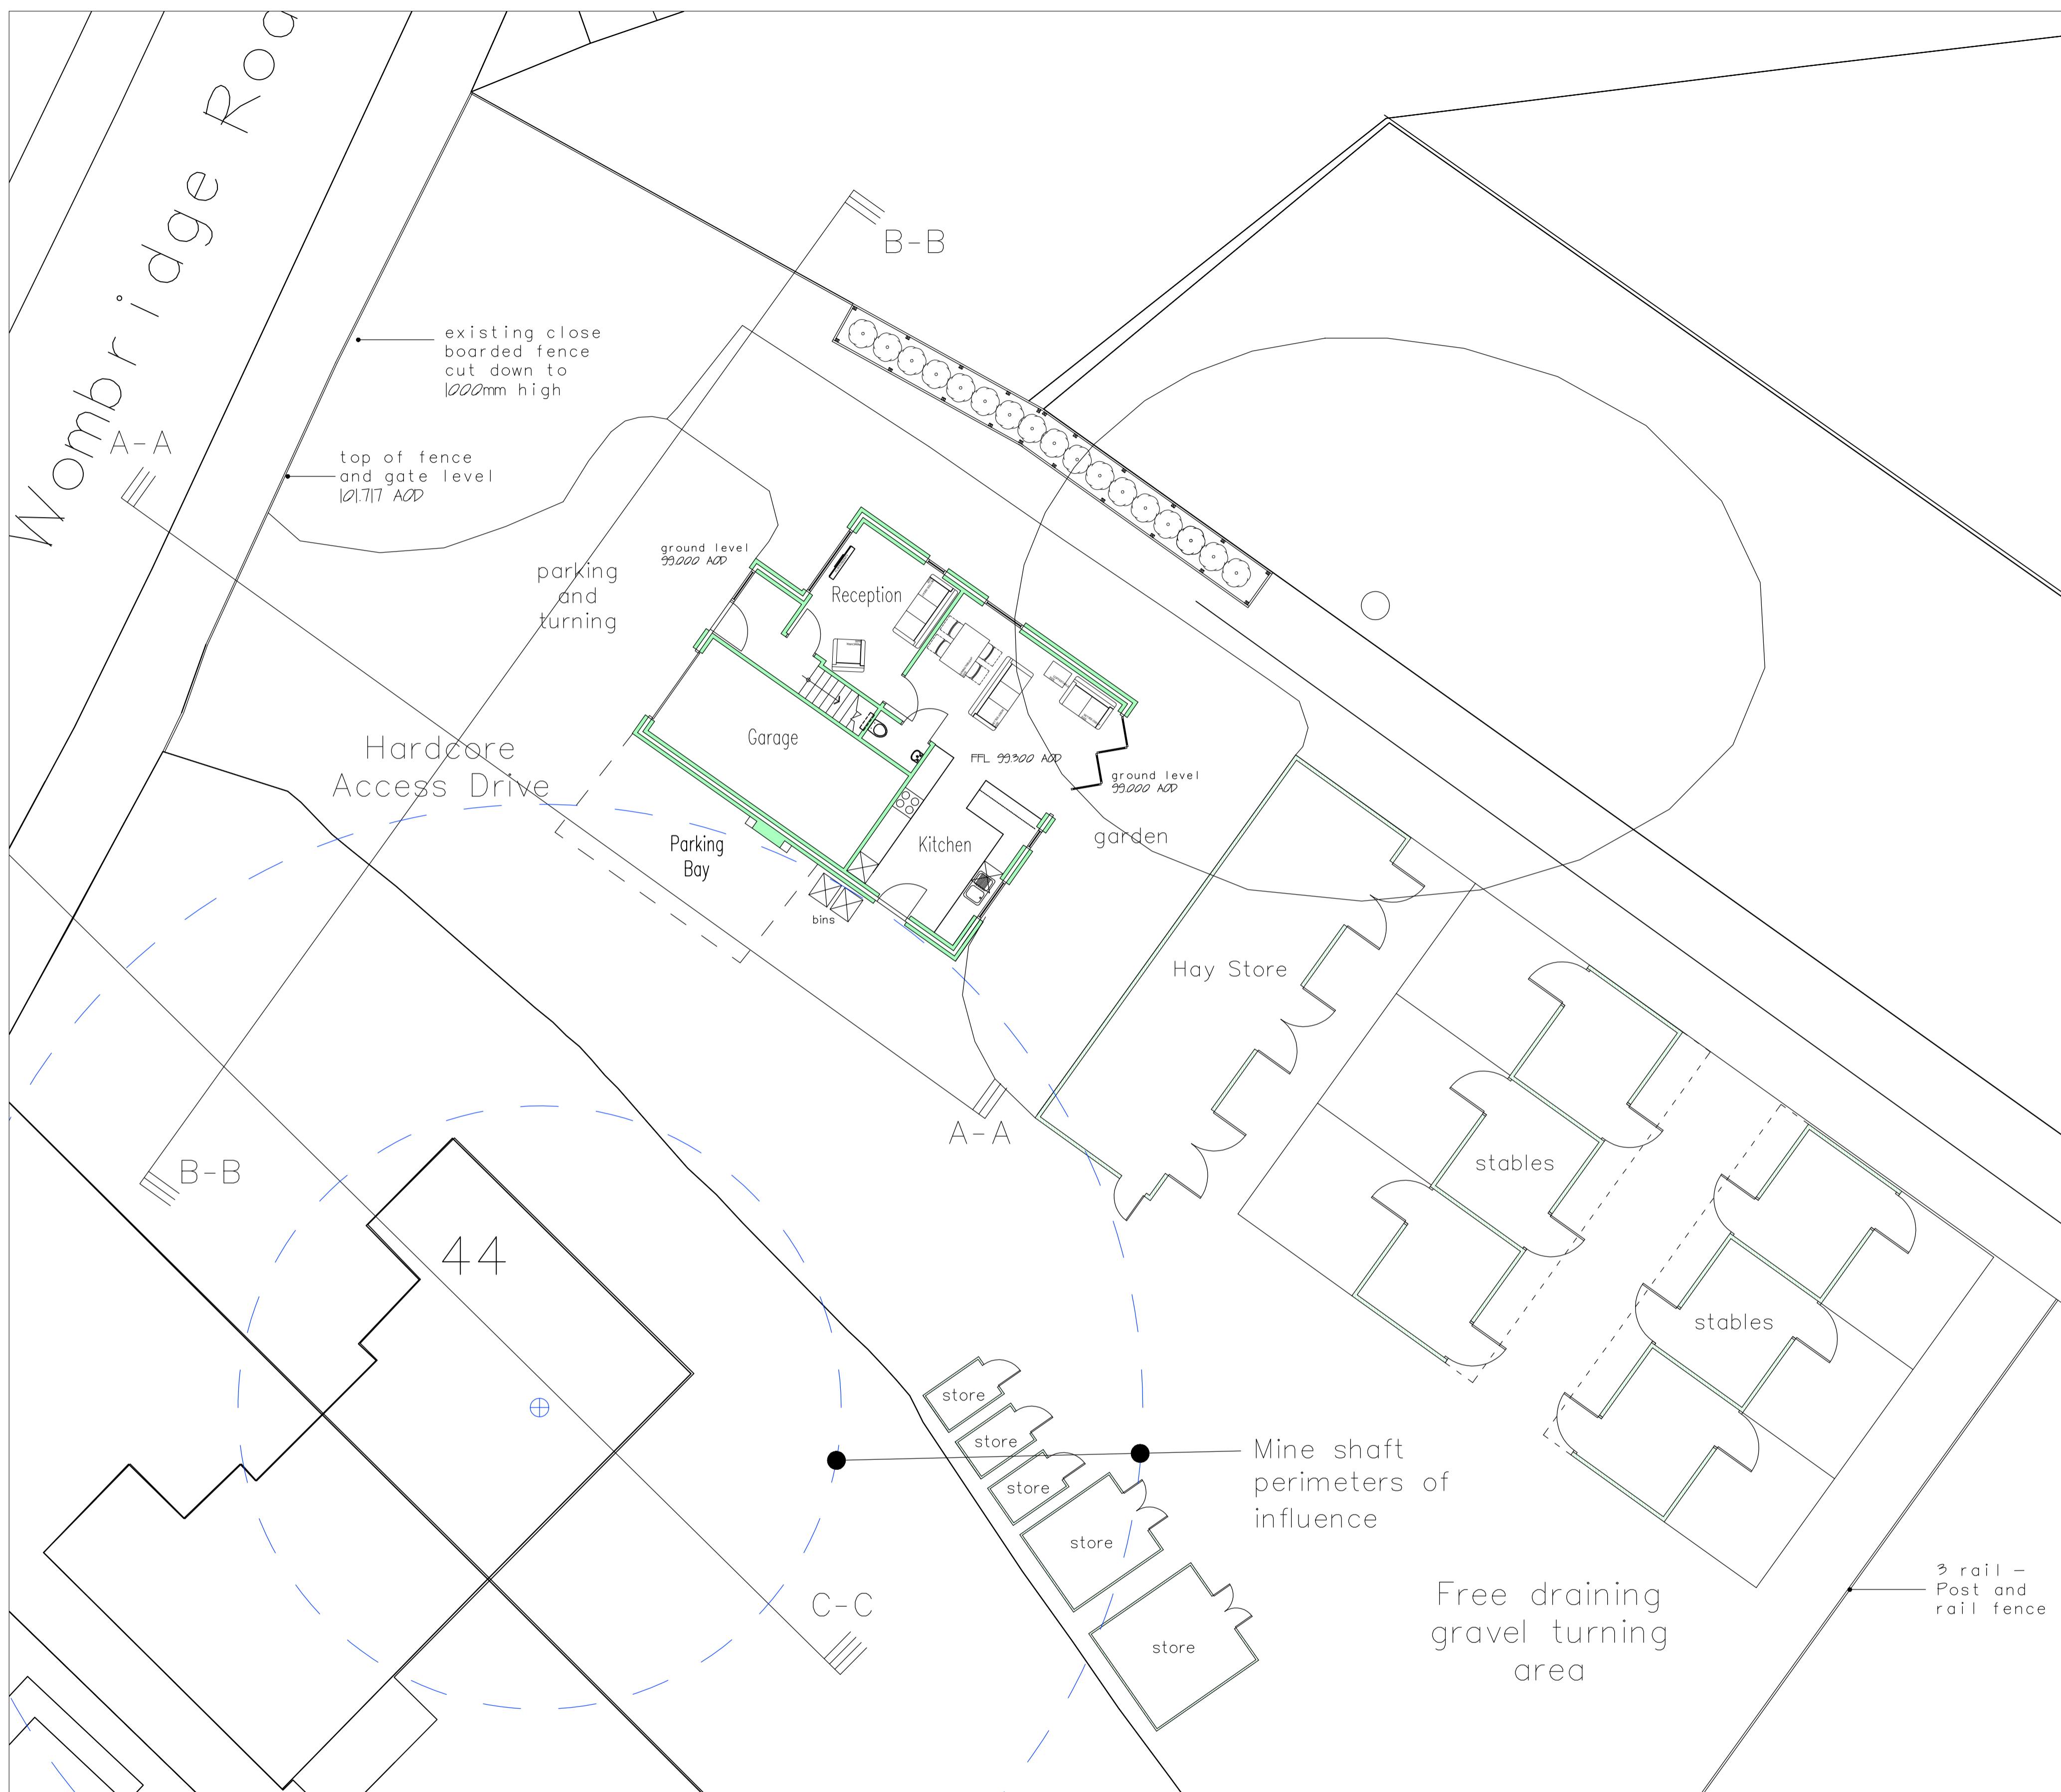 Wombridge Roa
B-B
existing close
boarded fence
cut down to
1000mm high
A-A
top of fence
and gate level
101.717 AOD
ground level
99.000 AOD
parking
and
turning
Reception
Garage
Hardcore
Access Drive
FFL 99.300 AOD
ground level
99.000 AOD
garden
Parking
Bay
Kitchen
bins
Hay Store
A-A
B-B
stables
44
stables
store
store
store
store
store
Mine shaft
perimeters of
influence
C-C
3 rail –
Post and
rail fence
Free draining
gravel turning
area